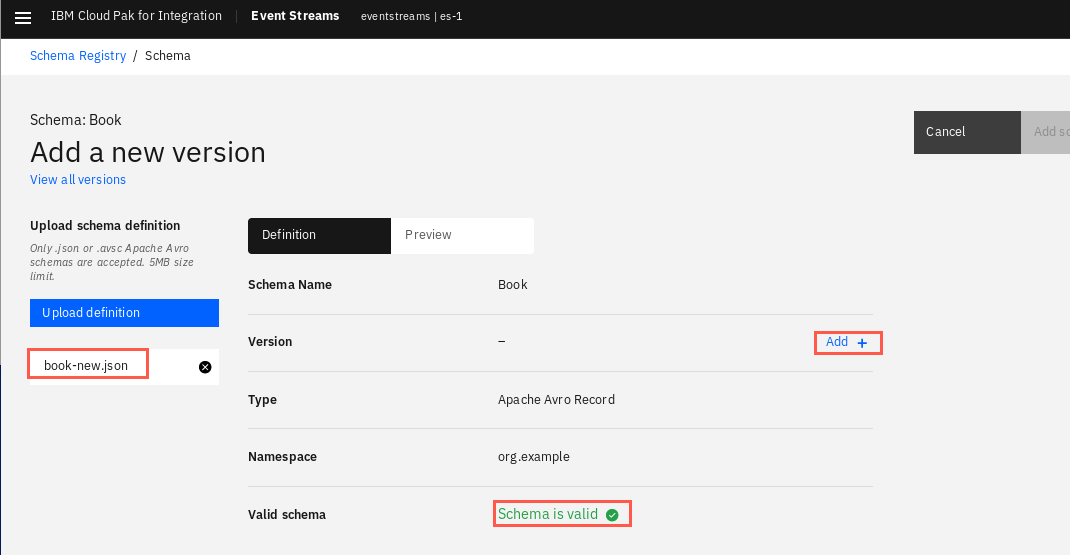 IBM Cloud Pak for Integration | Event Streams eventstreams | es-1
Schema Registry / Schema
Schema: Book
Cancel
Add a new version
View all versions
Upload schema definition
Only .json or .avsc Apache Avro
schemas are accepted. 5MB size
limit.
Upload definition
book-new.json
Definition Preview
Schema Name Book
Version – Add +
Type Apache Avro Record
Namespace org.example
Valid schema Schema is valid